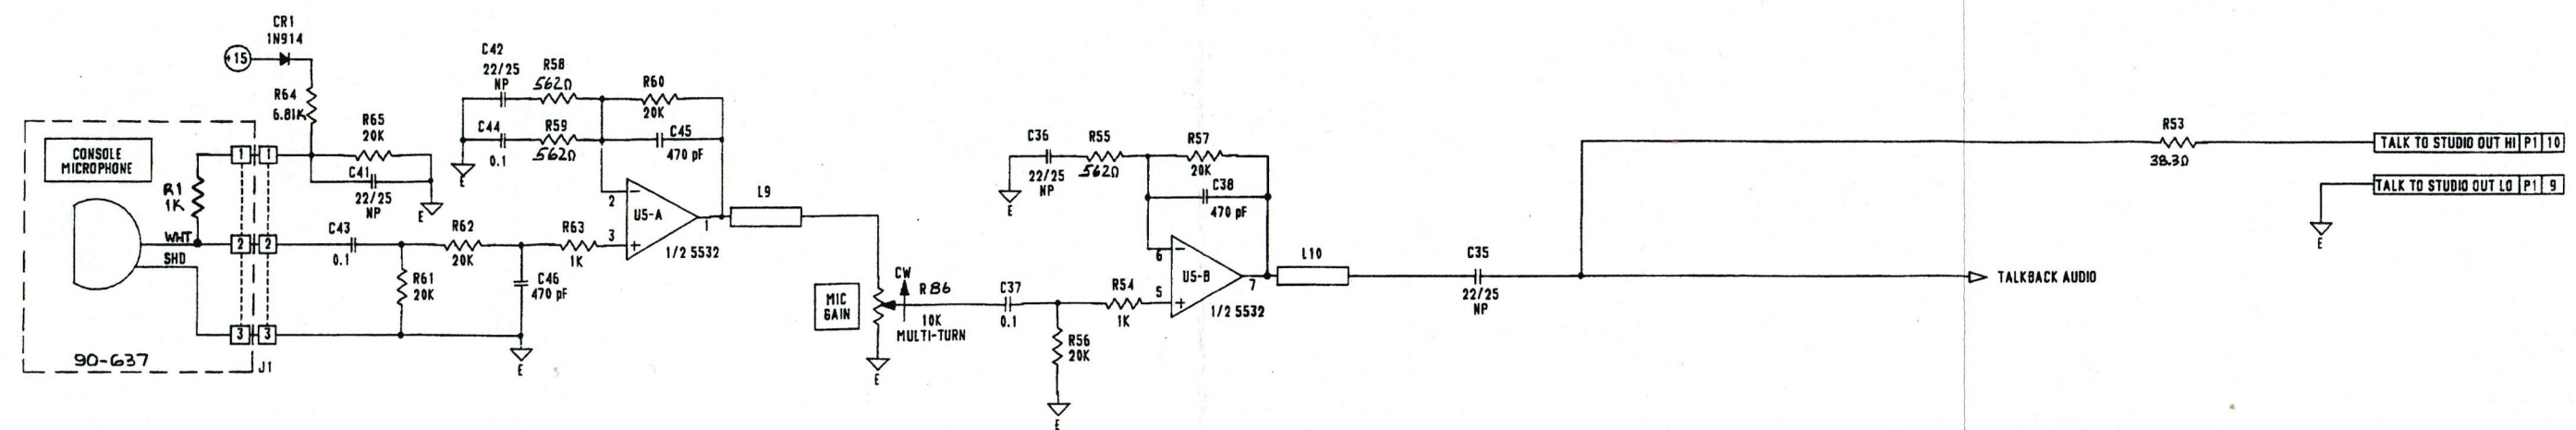 CR1
1N914
+15
R64
6.81K
CONSOLE
MICROPHONE
R1
1K
WHT
SHD
90-637
1 1
2 2
3 3
J1
R65
20K
C41
22/25
NP
E
C43
0.1
R61
20K
R62
20K
C46
470 pF
E
R63
1K
C42
22/25
NP
R58
562Ω
C44
0.1
R59
562Ω
E
R60
20K
C45
470 pF
2
3
1
−
+
U5-A
1/2 5532
L9
MIC
GAIN
CW
R86
10K
MULTI-TURN
E
C37
0.1
R56
20K
E
R54
1K
C36
22/25
NP
E
R55
562Ω
R57
20K
C38
470 pF
6
5
7
−
+
U5-B
1/2 5532
L10
C35
22/25
NP
TALKBACK AUDIO
R53
38.3Ω
TALK TO STUDIO OUT HI P1 10
TALK TO STUDIO OUT LO P1 9
E